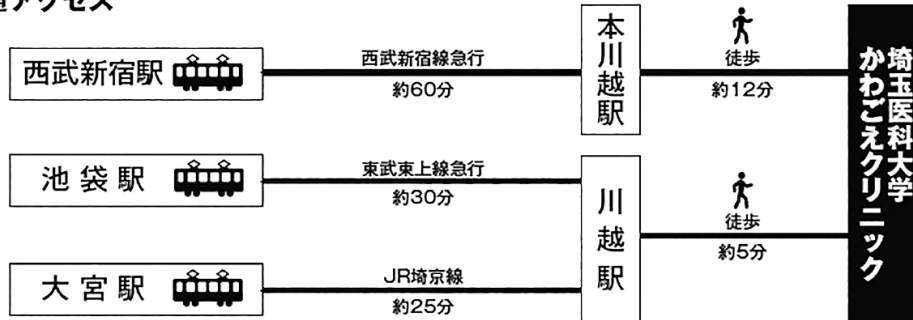 アクセス
西武新宿駅
西武新宿線急行
約60分
本川越駅
徒歩
約12分
池袋駅
東武東上線急行
約30分
川越駅
徒歩
約5分
大宮駅
JR埼京線
約25分
埼玉医科大学
かわごえクリニック